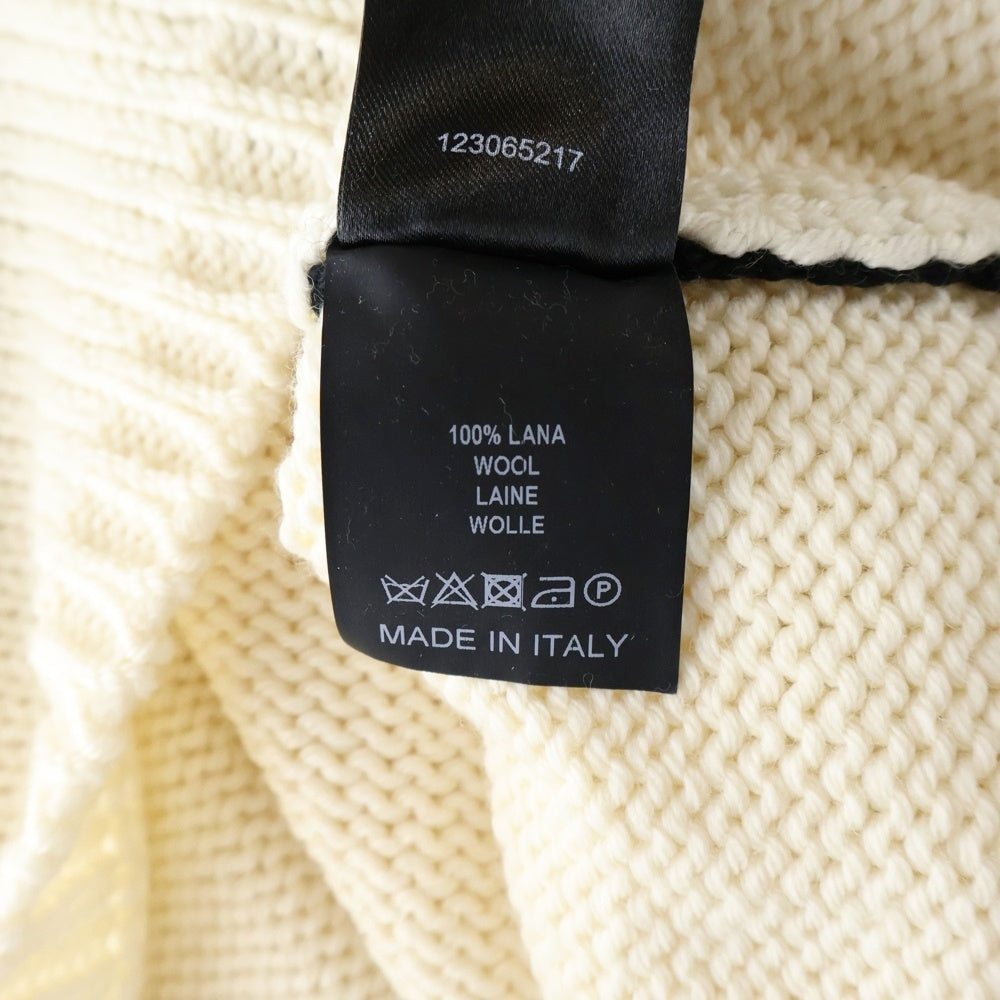 123065217
100% LANA
WOOL
LAINE
WOLLE
P
MADE IN ITALY